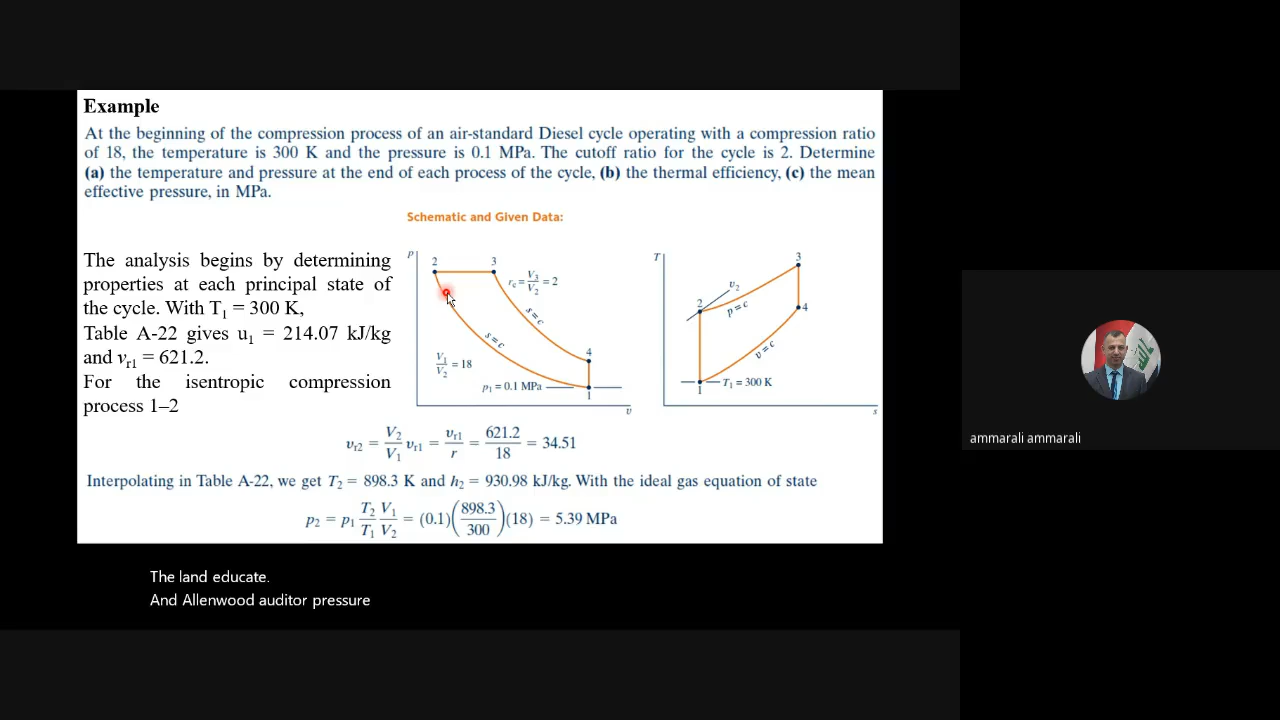 Example
At the beginning of the compression process of an air-standard Diesel cycle operating with a compression ratio
of 18, the temperature is 300 K and the pressure is 0.1 MPa. The cutoff ratio for the cycle is 2. Determine
(a) the temperature and pressure at the end of each process of the cycle, (b) the thermal efficiency, (c) the mean
effective pressure, in MPa.
Schematic and Given Data:
The analysis begins by determining
properties at each principal state of
the cycle. With T₁ = 300 K,
Table A-22 gives u₁ = 214.07 kJ/kg
and vr1 = 621.2.
For the isentropic compression
process 1–2
p
2
3
rc = V₃/V₂ = 2
s = c
s = c
4
V₁/V₂ = 18
p₁ = 0.1 MPa
1
v
T
3
v₂
2
p = c
4
v = c
T₁ = 300 K
1
s
vr2 = V₂/V₁ vr1 = vr1/r = 621.2/18 = 34.51
Interpolating in Table A-22, we get T₂ = 898.3 K and h₂ = 930.98 kJ/kg. With the ideal gas equation of state
p₂ = p₁ T₂/T₁ V₁/V₂ = (0.1)(898.3/300)(18) = 5.39 MPa
ammarali ammarali
The land educate.
And Allenwood auditor pressure